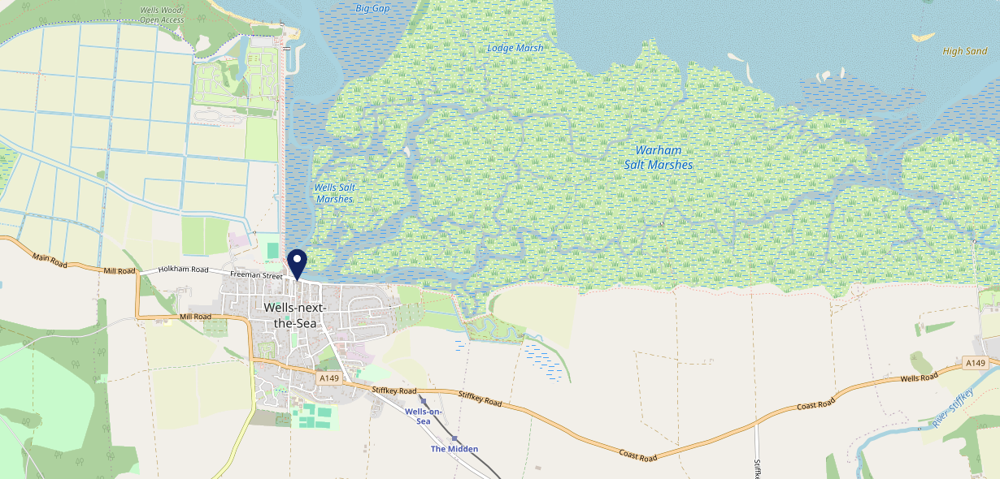 Wells Wood,
Open Access
Big Gap
Lodge Marsh
High Sand
Warham
Salt Marshes
Wells Salt
Marshes
Main Road
Mill Road
Holkham Road
Freeman Street
Wells-next-
the-Sea
Mill Road
A149
Stiffkey Road
Stiffkey Road
Wells-on-
Sea
The Midden
Coast Road
Coast Road
Wells Road
A149
River Stiffkey
Stiffke